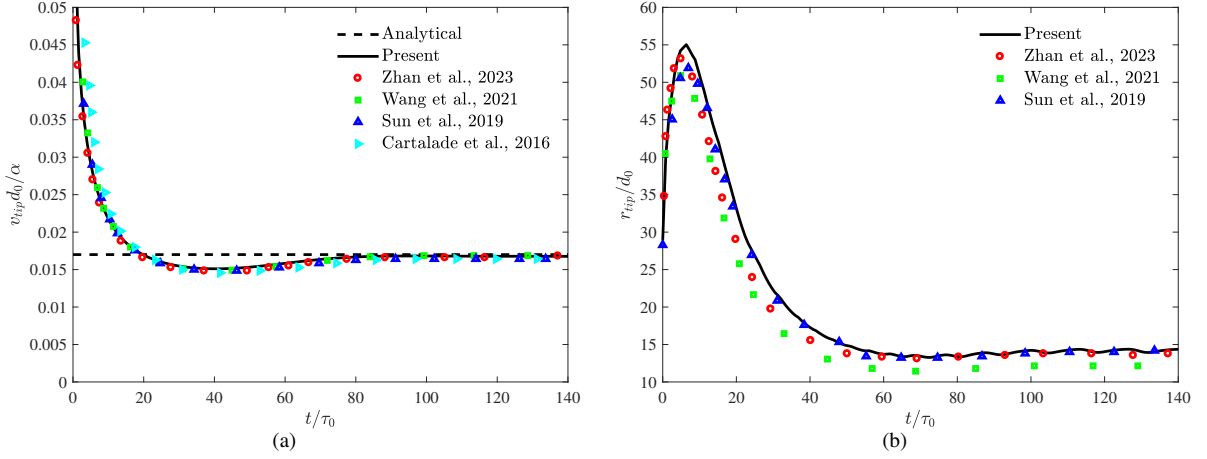 0.05
0.045
0.04
0.035
0.03
0.025
0.02
0.015
0.01
0.005
0
v_{tip}d_0/α
0 20 40 60 80 100 120 140
t/τ_0
Analytical
Present
Zhan et al., 2023
Wang et al., 2021
Sun et al., 2019
Cartalade et al., 2016
(a)
60
55
50
45
40
35
30
25
20
15
10
r_{tip}/d_0
0 20 40 60 80 100 120 140
t/τ_0
Present
Zhan et al., 2023
Wang et al., 2021
Sun et al., 2019
(b)